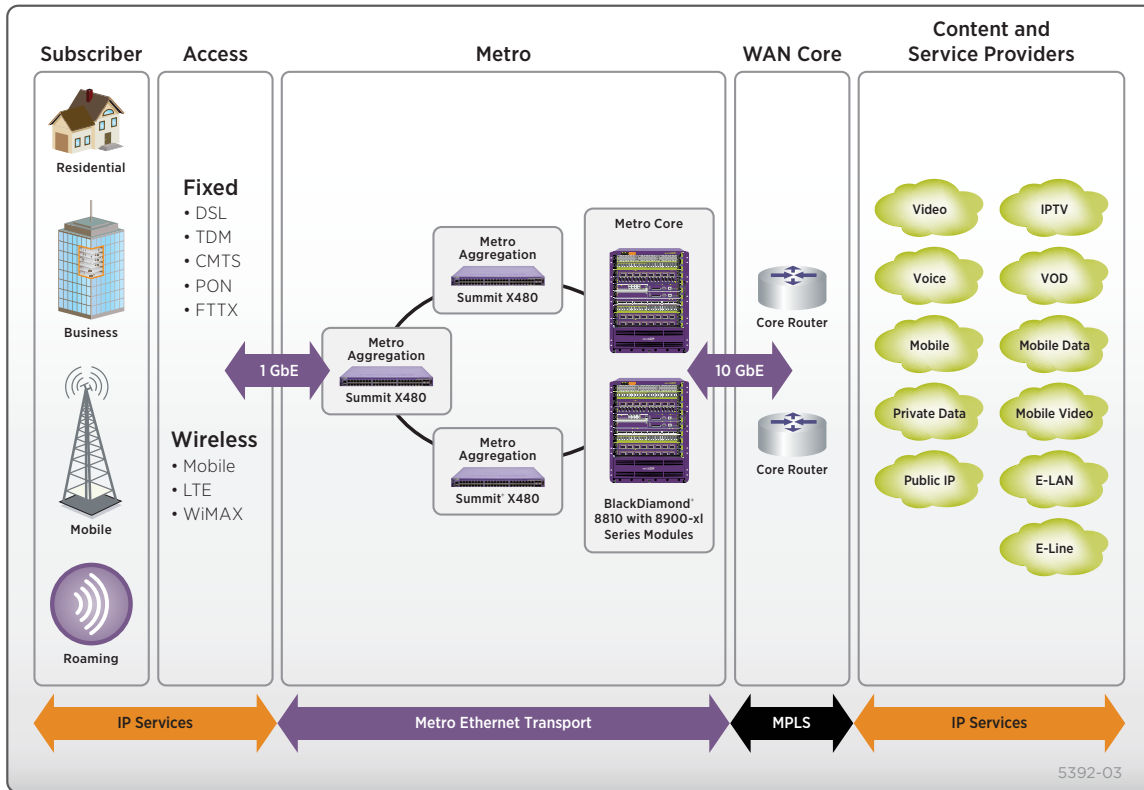 Subscriber
Access
Metro
WAN Core
Content and
Service Providers
Residential
Business
Mobile
Roaming
Fixed
• DSL
• TDM
• CMTS
• PON
• FTTX
Wireless
• Mobile
• LTE
• WiMAX
1 GbE
Metro
Aggregation
Summit X480
Metro
Aggregation
Summit X480
Metro
Aggregation
Summit® X480
Metro Core
BlackDiamond®
8810 with 8900-xl
Series Modules
10 GbE
Core Router
Core Router
Video
IPTV
Voice
VOD
Mobile
Mobile Data
Private Data
Mobile Video
Public IP
E-LAN
E-Line
IP Services
Metro Ethernet Transport
MPLS
IP Services
5392-03